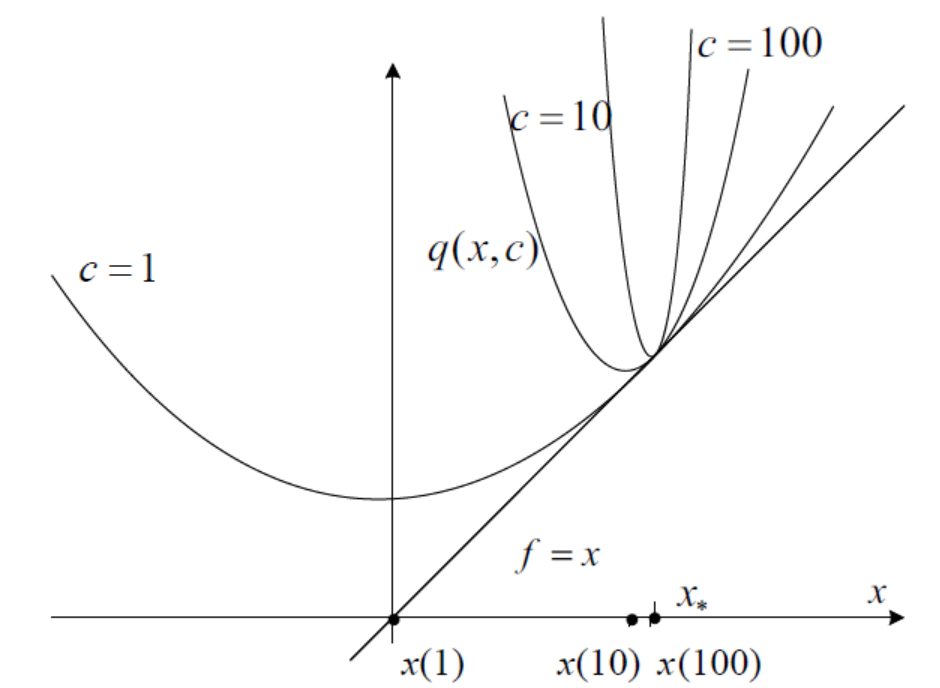 c = 100
c = 10
q(x, c)
c = 1
f = x
x*
x
x(1)
x(10)
x(100)